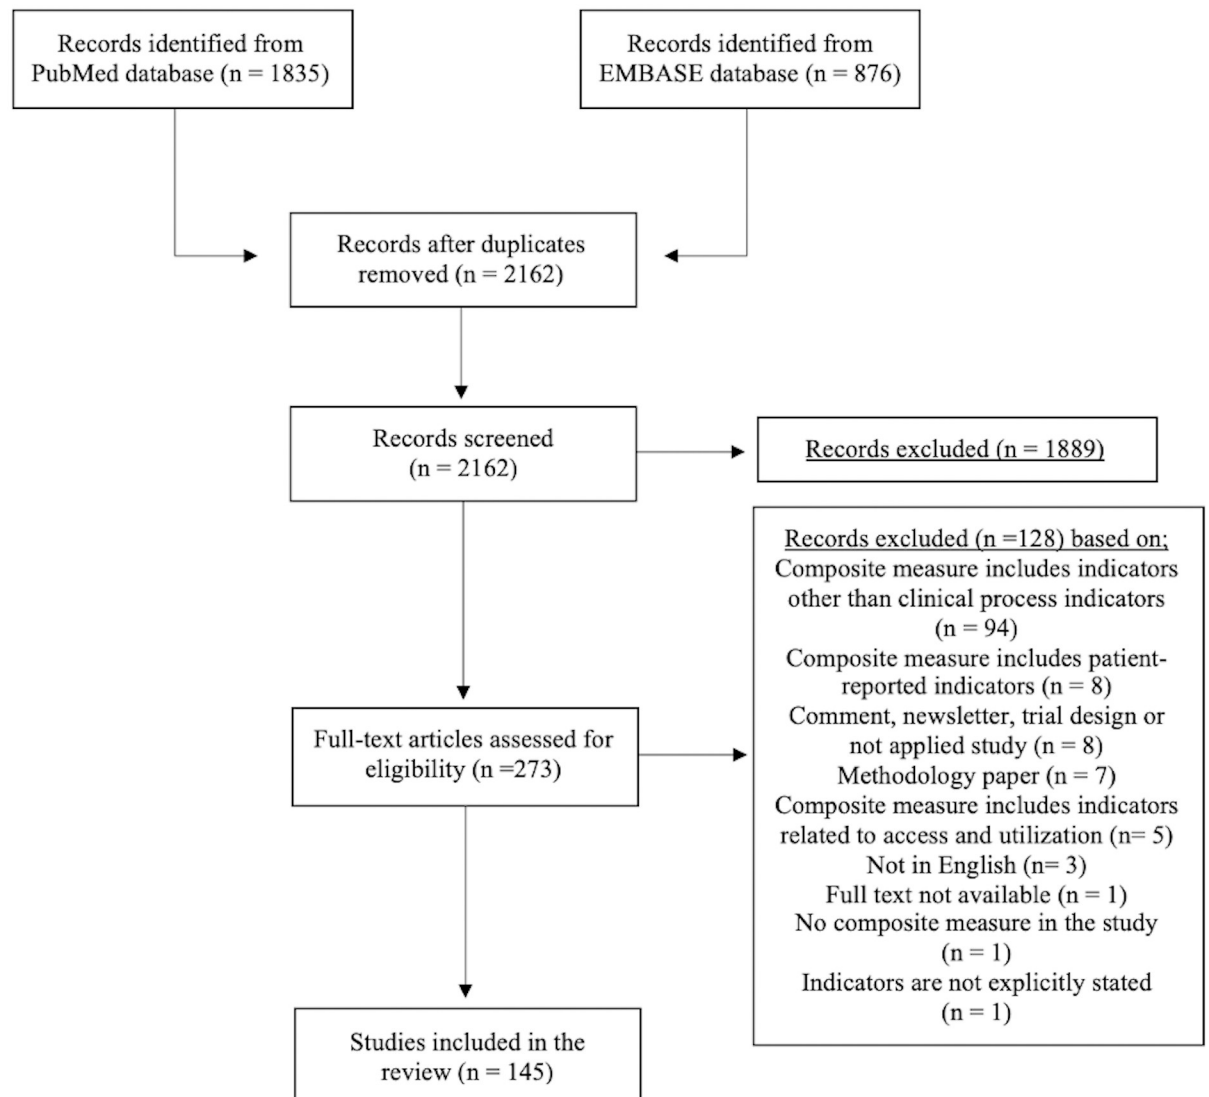 Records identified from
PubMed database (n = 1835)
Records identified from
EMBASE database (n = 876)
Records after duplicates
removed (n = 2162)
Records screened
(n = 2162)
Records excluded (n = 1889)
Records excluded (n =128) based on;
Composite measure includes indicators
other than clinical process indicators
(n = 94)
Composite measure includes patient-
reported indicators (n = 8)
Comment, newsletter, trial design or
not applied study (n = 8)
Methodology paper (n = 7)
Composite measure includes indicators
related to access and utilization (n= 5)
Not in English (n= 3)
Full text not available (n = 1)
No composite measure in the study
(n = 1)
Indicators are not explicitly stated
(n = 1)
Full-text articles assessed for
eligibility (n =273)
Studies included in the
review (n = 145)